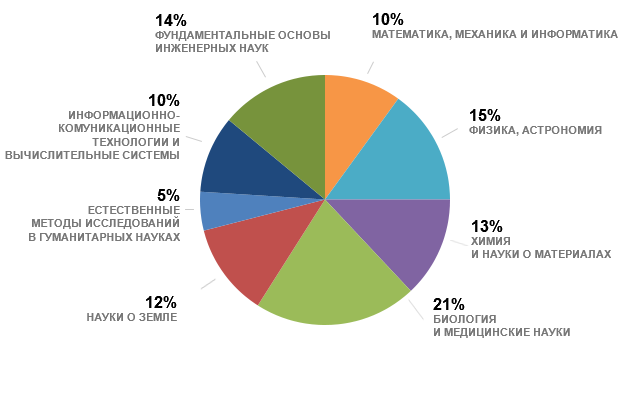 14%
ФУНДАМЕНТАЛЬНЫЕ ОСНОВЫ
ИНЖЕНЕРНЫХ НАУК
10%
МАТЕМАТИКА, МЕХАНИКА И ИНФОРМАТИКА
15%
ФИЗИКА, АСТРОНОМИЯ
13%
ХИМИЯ
И НАУКИ О МАТЕРИАЛАХ
21%
БИОЛОГИЯ
И МЕДИЦИНСКИЕ НАУКИ
12%
НАУКИ О ЗЕМЛЕ
5%
ЕСТЕСТВЕННЫЕ
МЕТОДЫ ИССЛЕДОВАНИЙ
В ГУМАНИТАРНЫХ НАУКАХ
10%
ИНФОРМАЦИОННО-
КОМУНИКАЦИОННЫЕ
ТЕХНОЛОГИИ И
ВЫЧИСЛИТЕЛЬНЫЕ СИСТЕМЫ